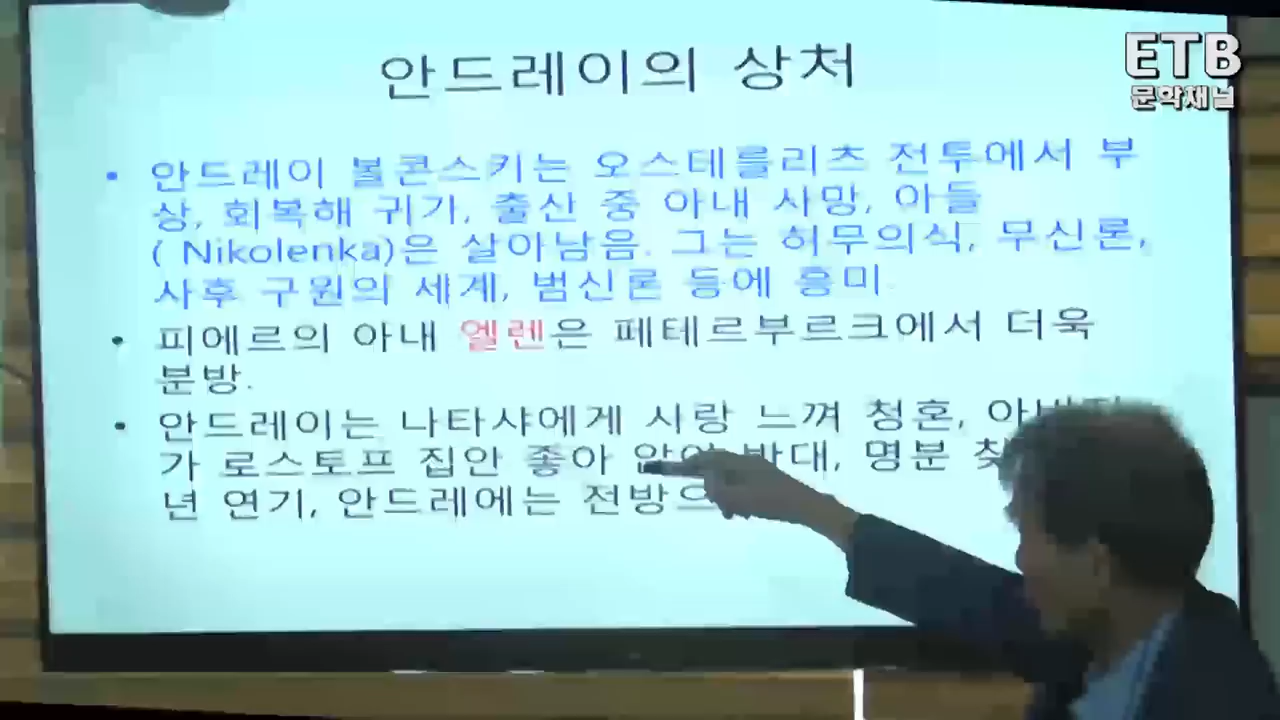 안드레이의 상처
ETB
문학채널
• 안드레이 볼콘스키는 오스테를리츠 전투에서 부
상, 회복해 귀가, 출산 중 아내 사망, 아들
( Nikolenka)은 살아남음. 그는 허무의식, 무신론,
사후 구원의 세계, 범신론 등에 흥미.
• 피에르의 아내 엘렌은 페테르부르크에서 더욱
분방.
• 안드레이는 나타샤에게 사랑 느껴 청혼,
가 로스토프 집안 좋아 반대, 명분
년 연기, 안드레에는 전방으